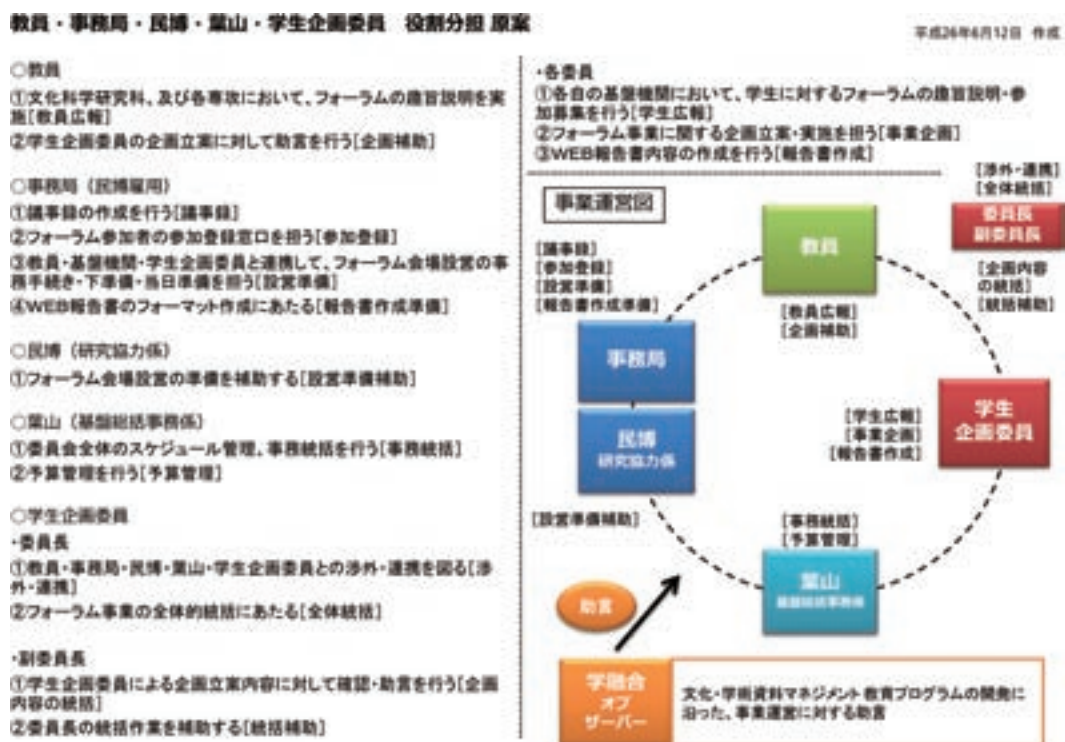 教員・事務局・民博・葉山・学生企画委員 役割分担 原案
平成26年6月12日 作成
○教員
①文化科学研究科、及び各専攻において、フォーラムの趣旨説明を実
施[教員広報]
②学生企画委員の企画立案に対して助言を行う[企画補助]
○事務局（民博雇用）
①議事録の作成を行う[議事録]
②フォーラム参加者の参加登録窓口を担う[参加登録]
③教員・基盤機関・学生企画委員と連携して、フォーラム会場設営の事
務手続き・下準備・当日準備を担う[設営準備]
④WEB報告書のフォーマット作成にあたる[報告書作成準備]
○民博（研究協力係）
①フォーラム会場設営の準備を補助する[設営準備補助]
○葉山（基盤総括事務係）
①委員会全体のスケジュール管理、事務統括を行う[事務統括]
②予算管理を行う[予算管理]
○学生企画委員
・委員長
①教員・事務局・民博・葉山・学生企画委員との渉外・連携を図る[渉
外・連携]
②フォーラム事業の全体的統括にあたる[全体統括]
・副委員長
①学生企画委員による企画立案内容に対して確認・助言を行う[企画
内容の統括]
②委員長の統括作業を補助する[統括補助]
・各委員
①各自の基盤機関において、学生に対するフォーラムの趣旨説明・参
加募集を行う[学生広報]
②フォーラム事業に関する企画立案・実施を担う[事業企画]
③WEB報告書内容の作成を行う[報告書作成]
事業運営図
[渉外・連携]
[全体統括]
委員長
副委員長
[企画内容
の統括]
[統括補助]
教員
[教員広報]
[企画補助]
[議事録]
[参加登録]
[設営準備]
[報告書作成準備]
事務局
民博
研究協力係
[設営準備補助]
[学生広報]
[事業企画]
[報告書作成]
学生
企画委員
[事務統括]
[予算管理]
葉山
基盤総括事務係
助言
学融合
オブ
ザーバー
文化・学術資料マネジメント教育プログラムの開発に
沿った、事業運営に対する助言